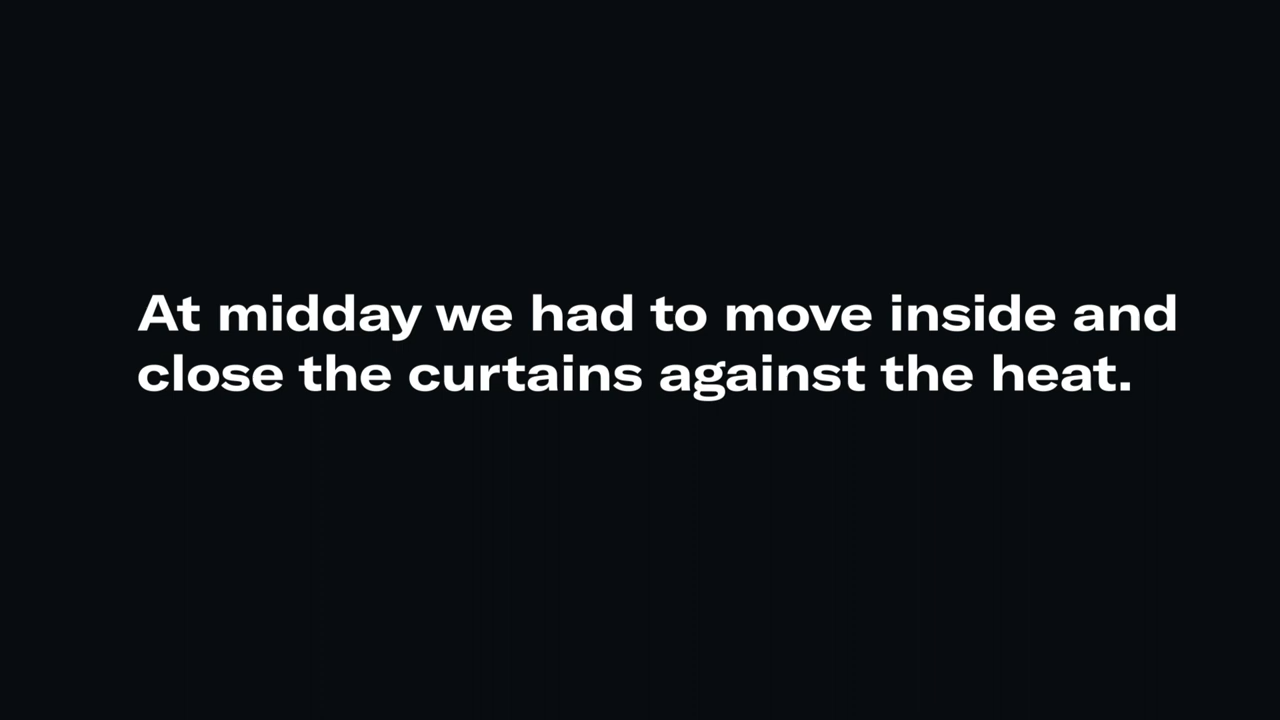 At midday we had to move inside and
close the curtains against the heat.